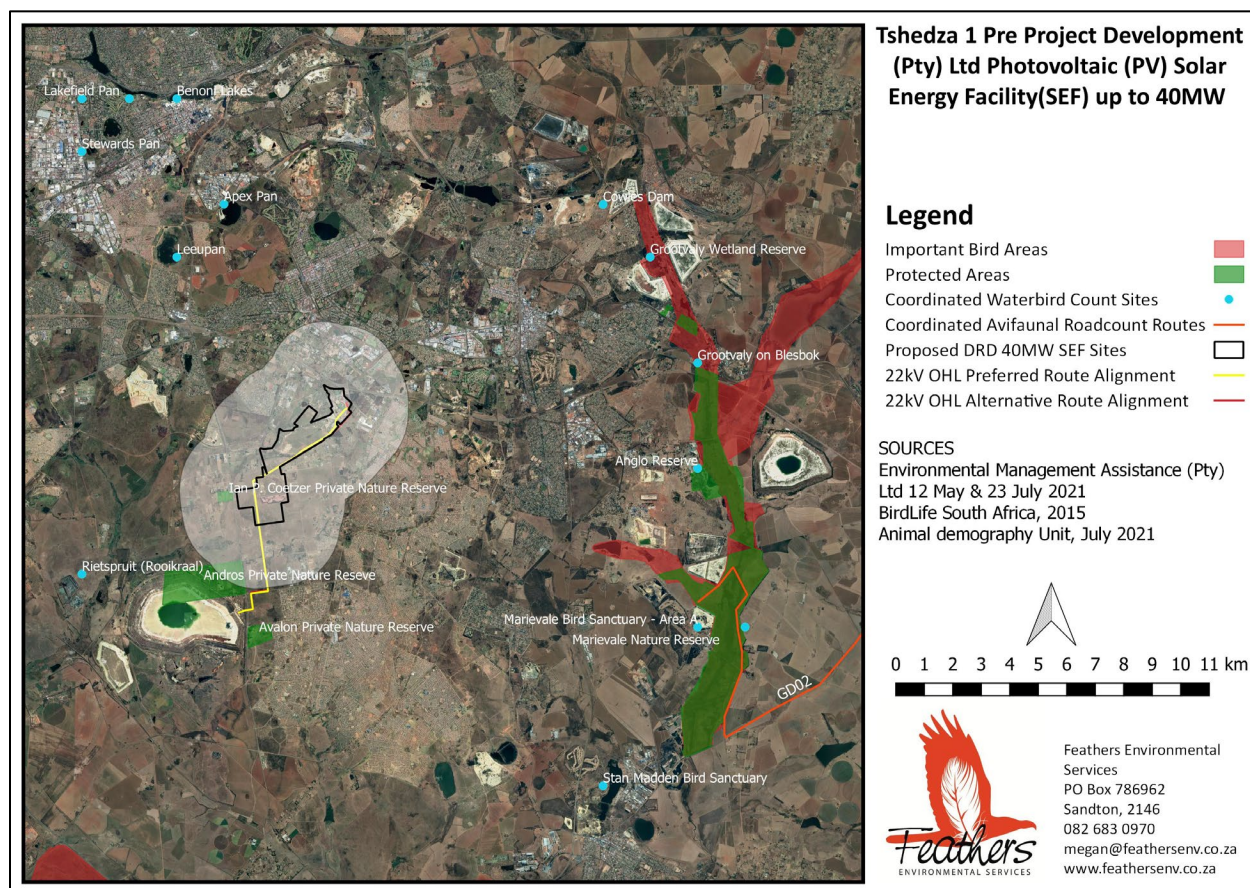 Tshedza 1 Pre Project Development
(Pty) Ltd Photovoltaic (PV) Solar
Energy Facility(SEF) up to 40MW
Lakefield Pan
Benoni Lakes
Stewards Pan
Apex Pan
Cowles Dam
Leeupan
Grootvaly Wetland Reserve
Grootvaly on Blesbok
Anglo Reserve
Ian P. Coetzer Private Nature Reserve
Rietspruit (Rooikraal)
Andros Private Nature Reseve
Avalon Private Nature Reserve
Marievale Bird Sanctuary - Area A
Marievale Nature Reserve
GD02
Stan Madden Bird Sanctuary
Legend
Important Bird Areas
Protected Areas
Coordinated Waterbird Count Sites
Coordinated Avifaunal Roadcount Routes
Proposed DRD 40MW SEF Sites
22kV OHL Preferred Route Alignment
22kV OHL Alternative Route Alignment
SOURCES
Environmental Management Assistance (Pty)
Ltd 12 May & 23 July 2021
BirdLife South Africa, 2015
Animal demography Unit, July 2021
0 1 2 3 4 5 6 7 8 9 10 11 km
Feathers
ENVIRONMENTAL SERVICES
Feathers Environmental
Services
PO Box 786962
Sandton, 2146
082 683 0970
megan@feathersenv.co.za
www.feathersenv.co.za